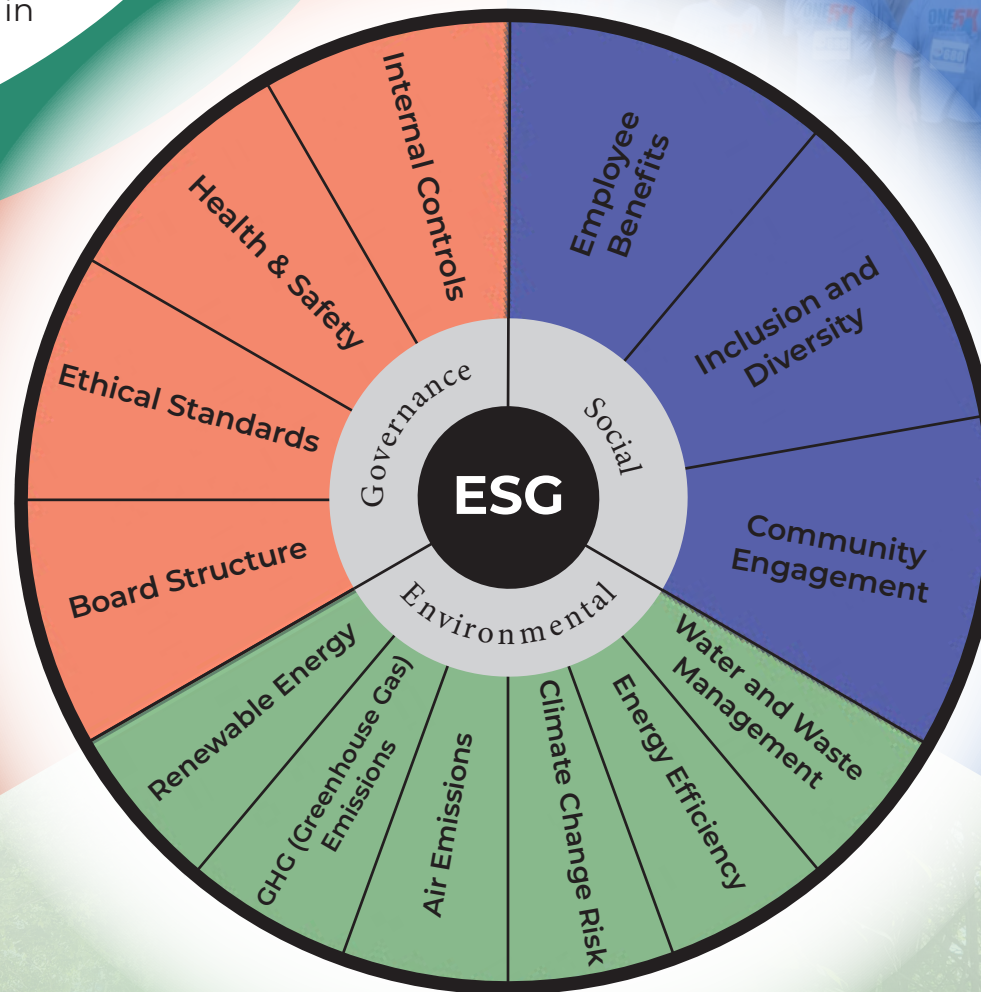 in
Internal Controls
Health & Safety
Ethical Standards
Board Structure
Governance
Employee
Benefits
Inclusion and
Diversity
Community
Engagement
Social
ESG
Environmental
Renewable Energy
GHG (Greenhouse Gas)
Emissions
Air Emissions
Climate Change Risk
Energy Efficiency
Water and Waste
Management